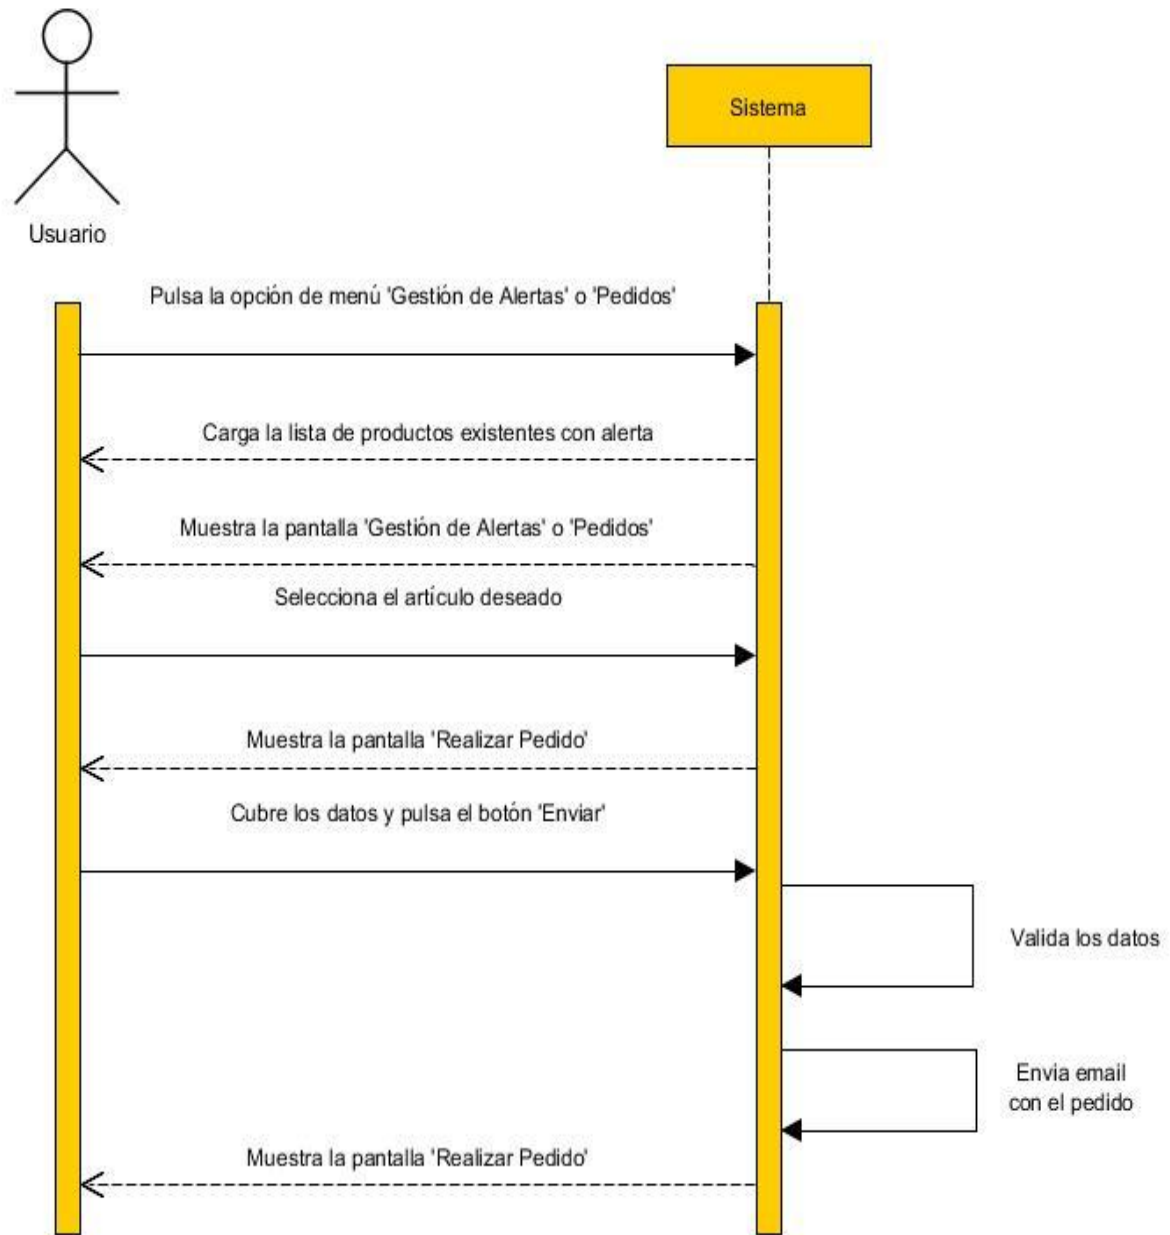 Sistema
Usuario
Pulsa la opción de menú 'Gestión de Alertas' o 'Pedidos'
Carga la lista de productos existentes con alerta
Muestra la pantalla 'Gestión de Alertas' o 'Pedidos'
Selecciona el artículo deseado
Muestra la pantalla 'Realizar Pedido'
Cubre los datos y pulsa el botón 'Enviar'
Valida los datos
Envia email
con el pedido
Muestra la pantalla 'Realizar Pedido'